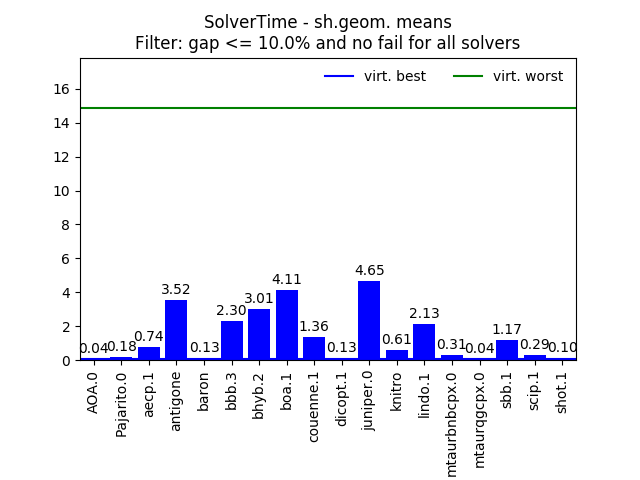 SolverTime - sh.geom. means
Filter: gap <= 10.0% and no fail for all solvers
virt. best
virt. worst
16
14
12
10
8
6
4
2
0
0.04
0.18
0.74
3.52
0.13
2.30
3.01
4.11
1.36
0.13
4.65
0.61
2.13
0.31
0.04
1.17
0.29
0.10
AOA.0
Pajarito.0
aecp.1
antigone
baron
bbb.3
bhyb.2
boa.1
couenne.1
dicopt.1
juniper.0
knitro
lindo.1
mtaurbnbcpx.0
mtaurqgcpx.0
sbb.1
scip.1
shot.1